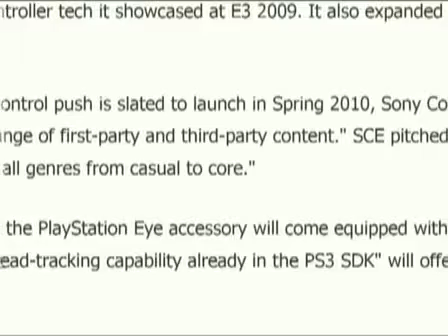 ntroller tech it showcased at E3 2009. It also expanded
ontrol push is slated to launch in Spring 2010, Sony Co
nge of first-party and third-party content." SCE pitched
all genres from casual to core."
the PlayStation Eye accessory will come equipped with
ead-tracking capability already in the PS3 SDK" will offe